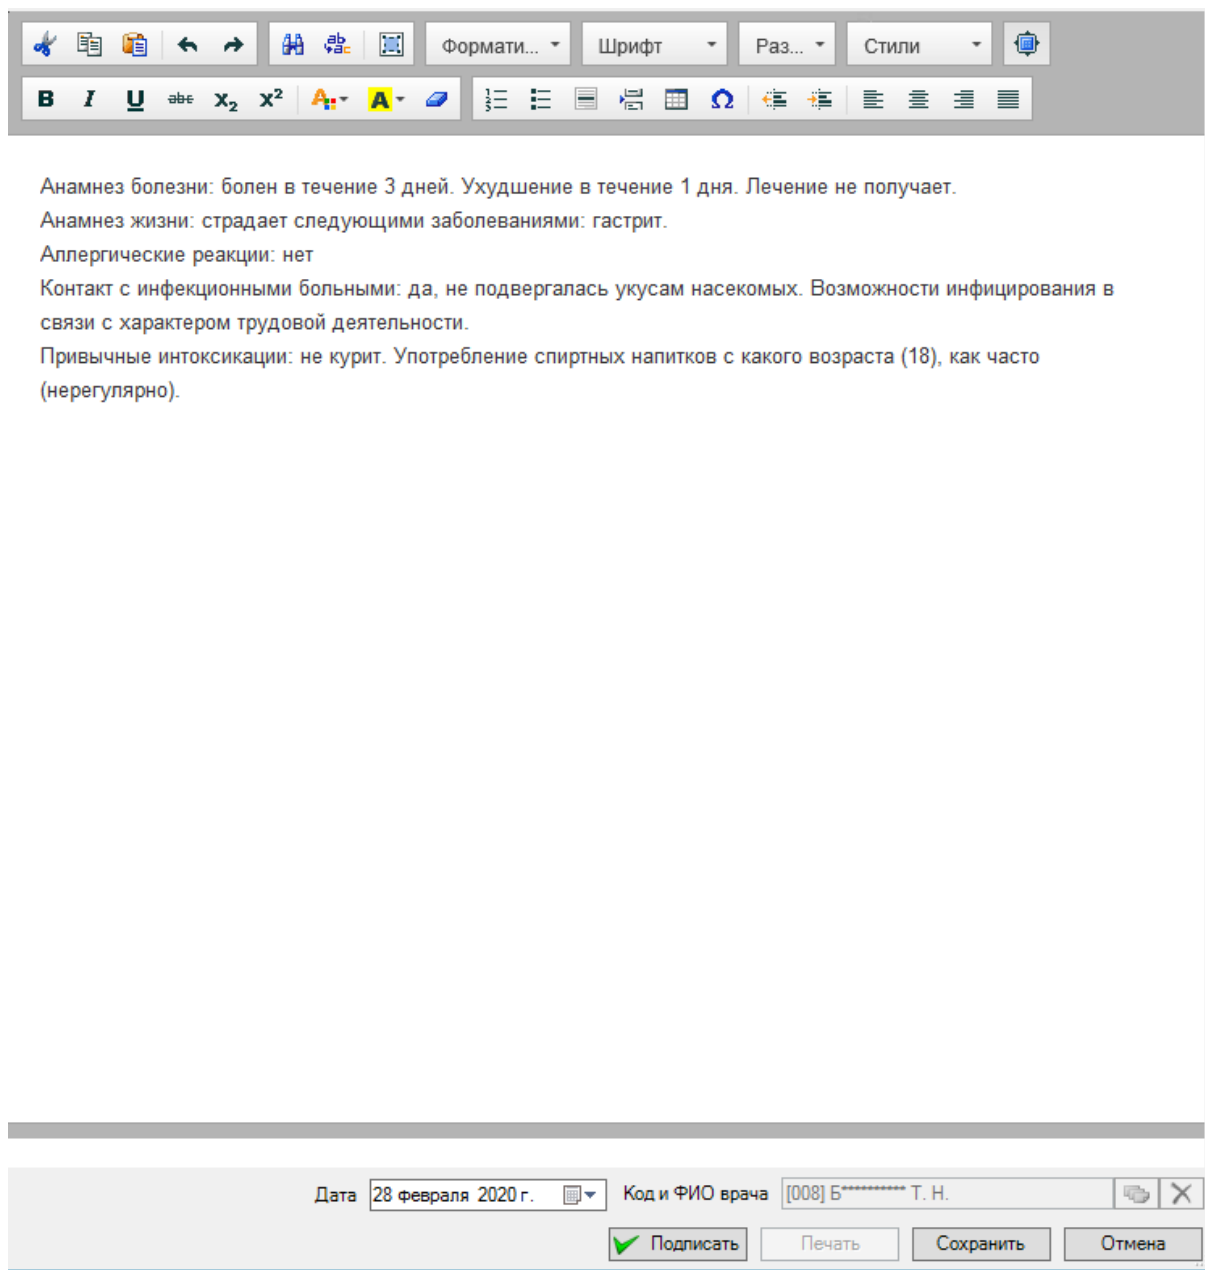 Формати... Шрифт Раз... Стили
Анамнез болезни: болен в течение 3 дней. Ухудшение в течение 1 дня. Лечение не получает.
Анамнез жизни: страдает следующими заболеваниями: гастрит.
Аллергические реакции: нет
Контакт с инфекционными больными: да, не подвергалась укусам насекомых. Возможности инфицирования в
связи с характером трудовой деятельности.
Привычные интоксикации: не курит. Употребление спиртных напитков с какого возраста (18), как часто
(нерегулярно).
Дата 28 февраля 2020 г. Код и ФИО врача [008] Б********** Т. Н.
Подписать Печать Сохранить Отмена